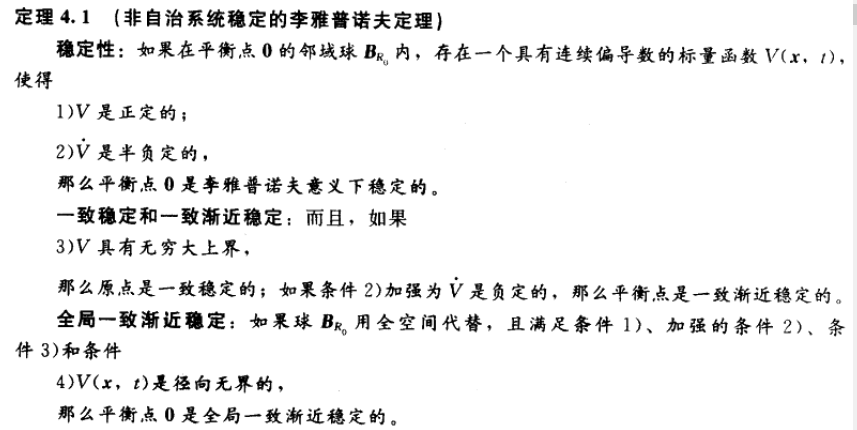 定理 4.1 (非自治系统稳定的李雅普诺夫定理)
稳定性：如果在平衡点 0 的邻域球 B_{R_0} 内，存在一个具有连续偏导数的标量函数 V(x, t)，
使得
1)V 是正定的；
2)V̇ 是半负定的，
那么平衡点 0 是李雅普诺夫意义下稳定的。
一致稳定和一致渐近稳定：而且，如果
3)V 具有无穷大上界，
那么原点是一致稳定的；如果条件 2)加强为 V̇ 是负定的，那么平衡点是一致渐近稳定的。
全局一致渐近稳定：如果球 B_{R_0} 用全空间代替，且满足条件 1)、加强的条件 2)、条
件 3)和条件
4)V(x, t)是径向无界的，
那么平衡点 0 是全局一致渐近稳定的。